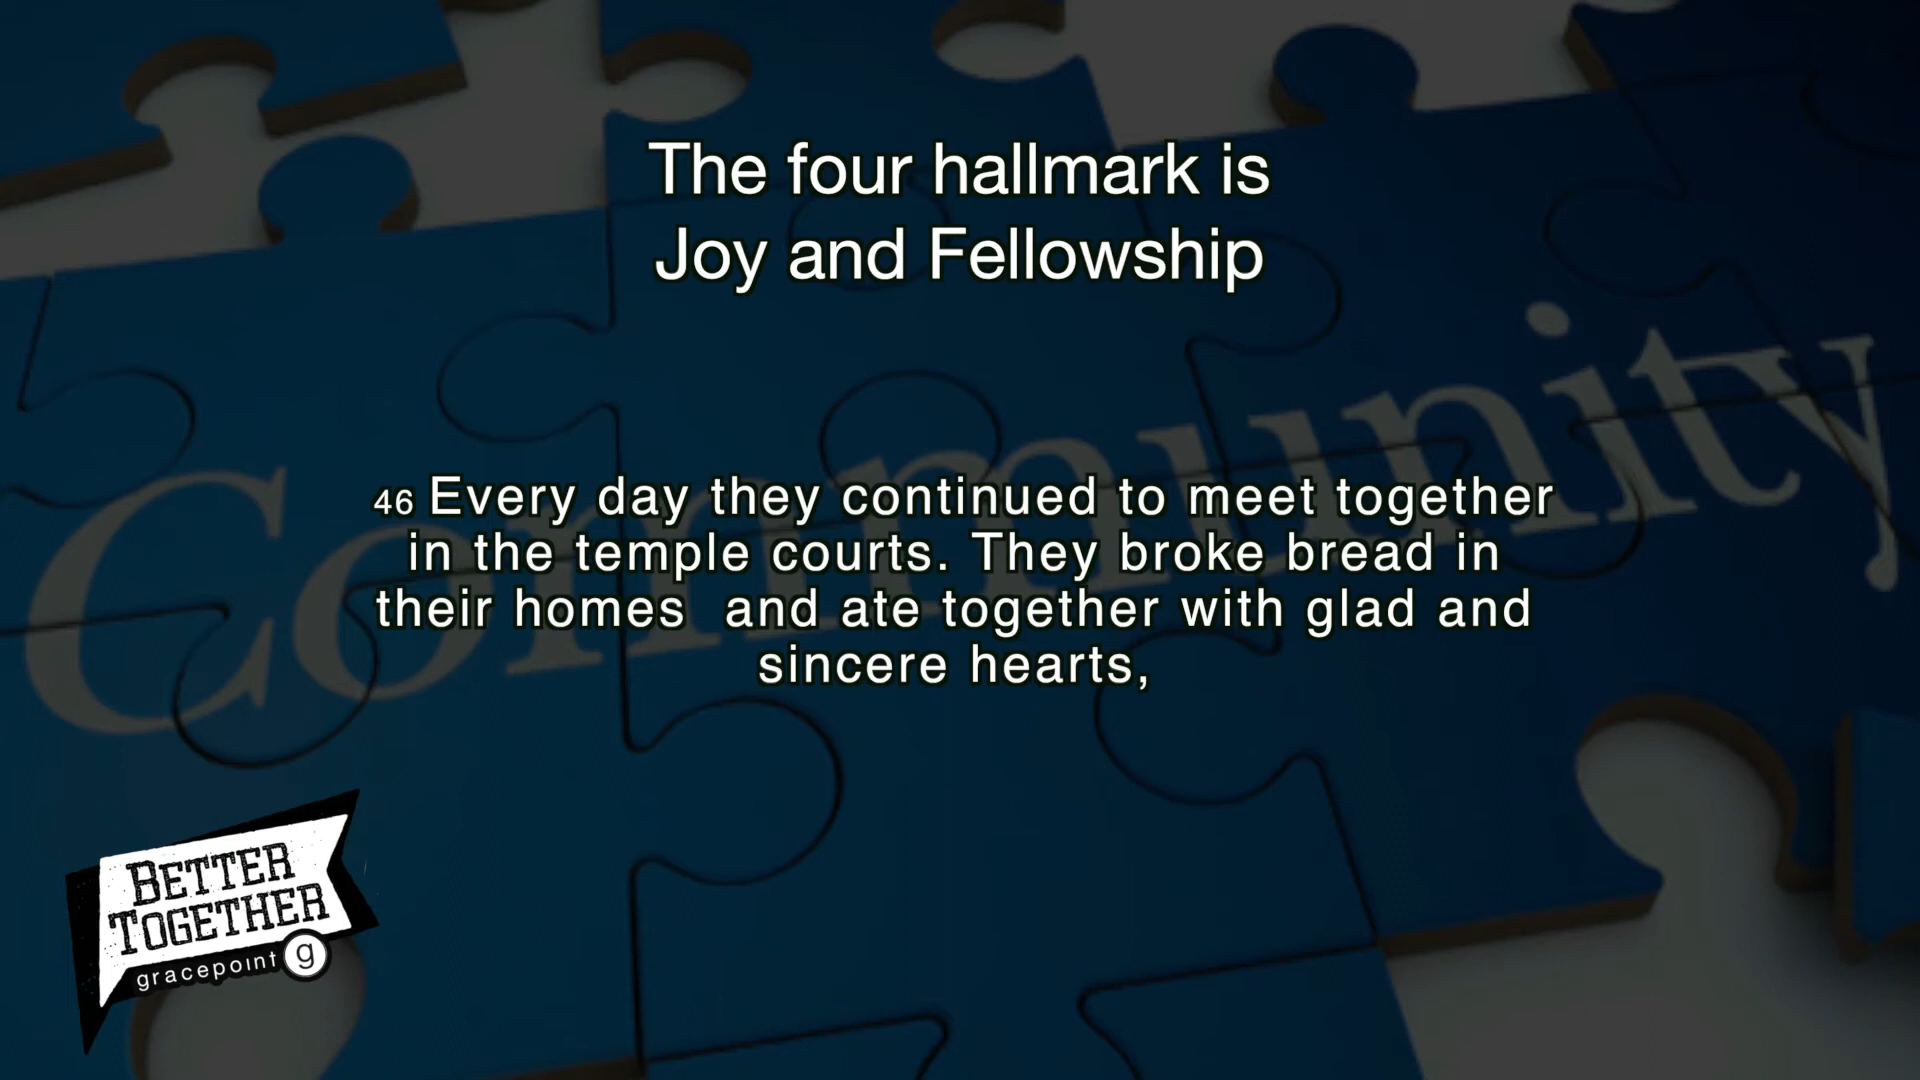 The four hallmark is
Joy and Fellowship
Community
46 Every day they continued to meet together
in the temple courts. They broke bread in
their homes  and ate together with glad and
sincere hearts,
BETTER
TOGETHER
gracepoint g